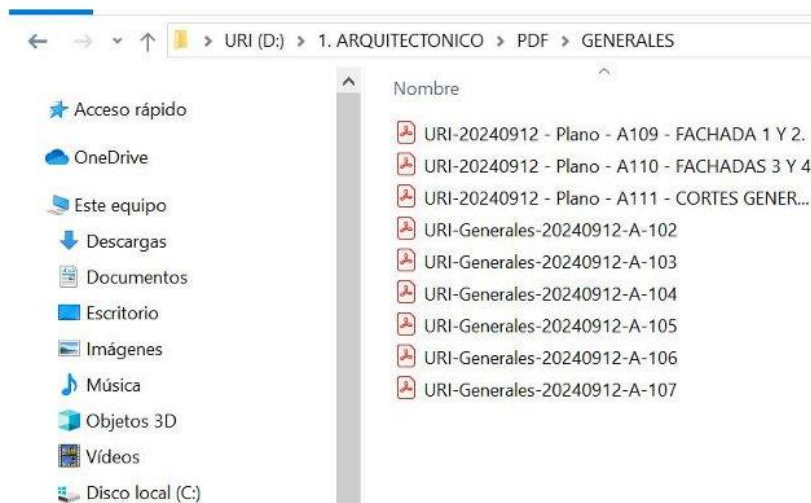 URI (D:) > 1. ARQUITECTONICO > PDF > GENERALES
Acceso rápido
OneDrive
Este equipo
Descargas
Documentos
Escritorio
Imágenes
Música
Objetos 3D
Vídeos
Disco local (C:)
Nombre
URI-20240912 - Plano - A109 - FACHADA 1 Y 2.
URI-20240912 - Plano - A110 - FACHADAS 3 Y 4
URI-20240912 - Plano - A111 - CORTES GENER...
URI-Generales-20240912-A-102
URI-Generales-20240912-A-103
URI-Generales-20240912-A-104
URI-Generales-20240912-A-105
URI-Generales-20240912-A-106
URI-Generales-20240912-A-107